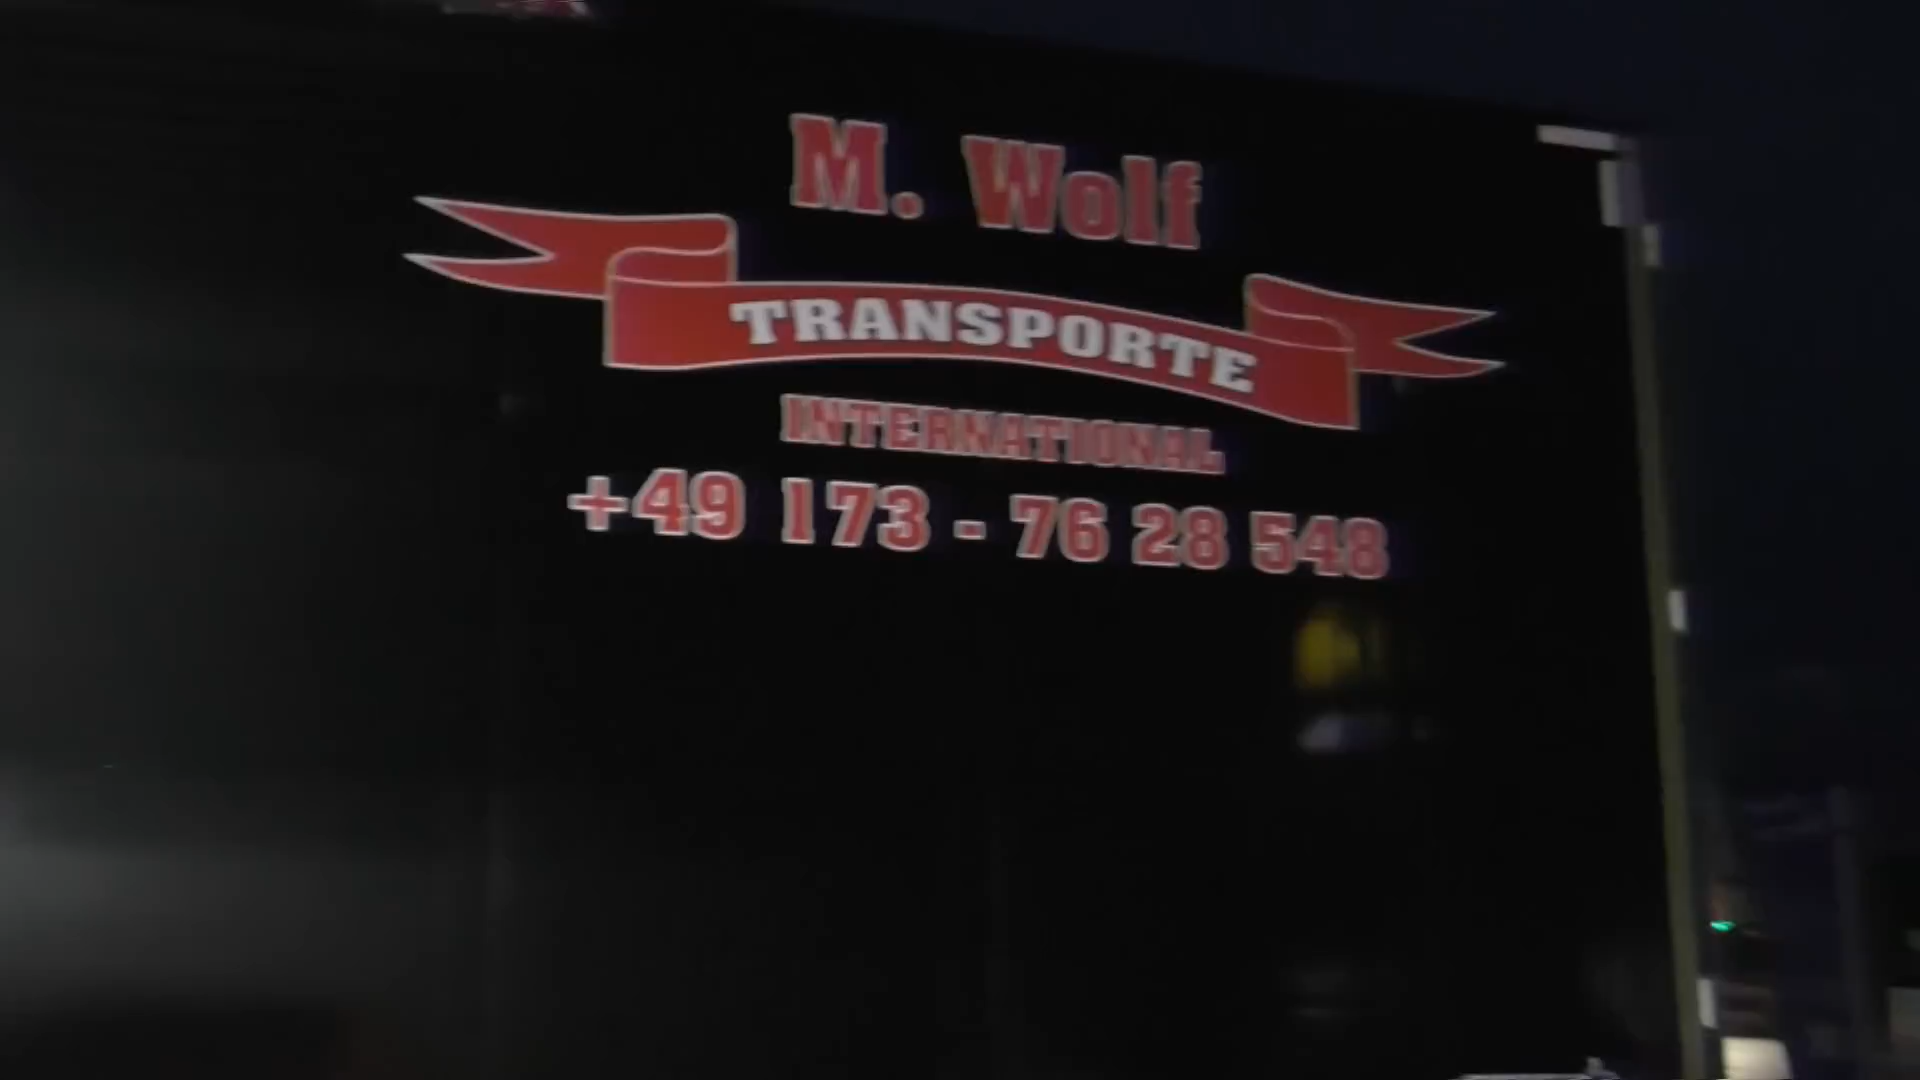 M. Wolf
TRANSPORTE
INTERNATIONAL
+49 173 - 76 28 548